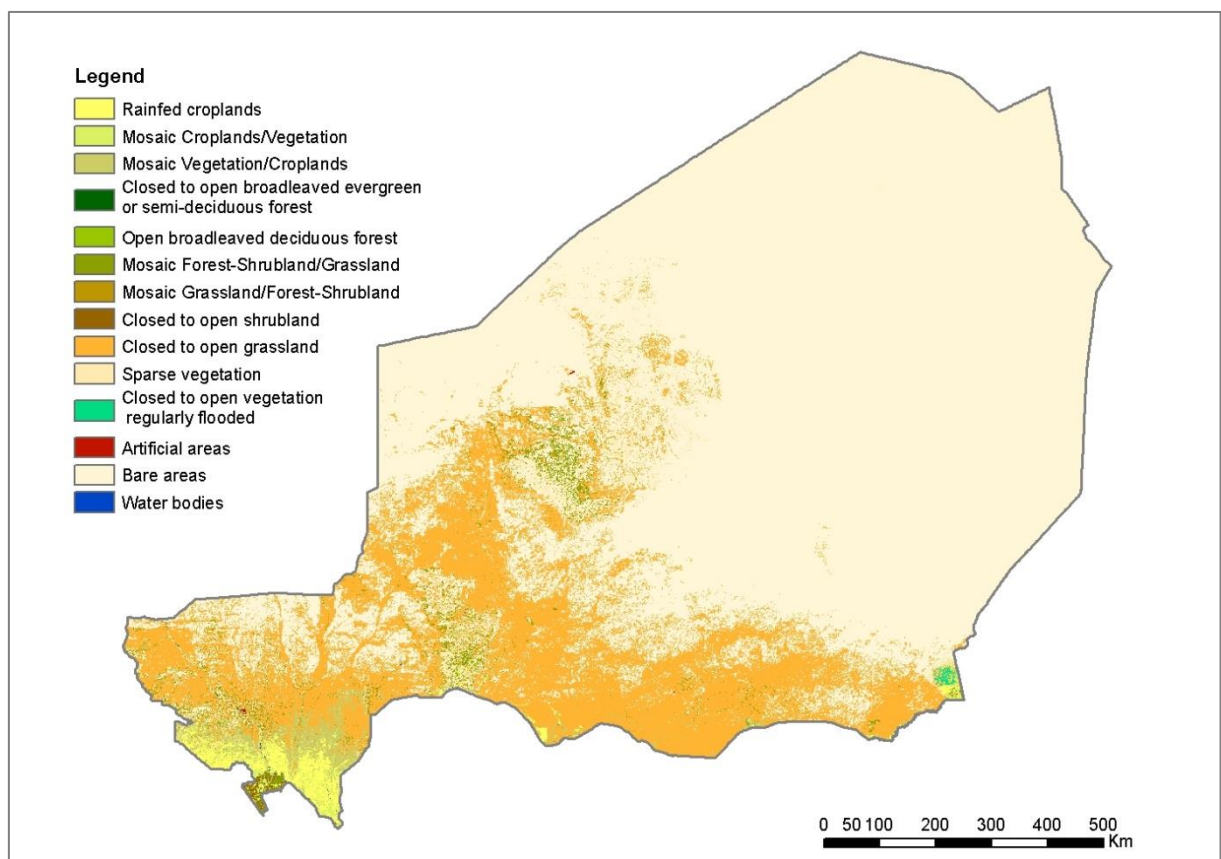 Legend
Rainfed croplands
Mosaic Croplands/Vegetation
Mosaic Vegetation/Croplands
Closed to open broadleaved evergreen
or semi-deciduous forest
Open broadleaved deciduous forest
Mosaic Forest-Shrubland/Grassland
Mosaic Grassland/Forest-Shrubland
Closed to open shrubland
Closed to open grassland
Sparse vegetation
Closed to open vegetation
regularly flooded
Artificial areas
Bare areas
Water bodies
0 50 100 200 300 400 500
Km